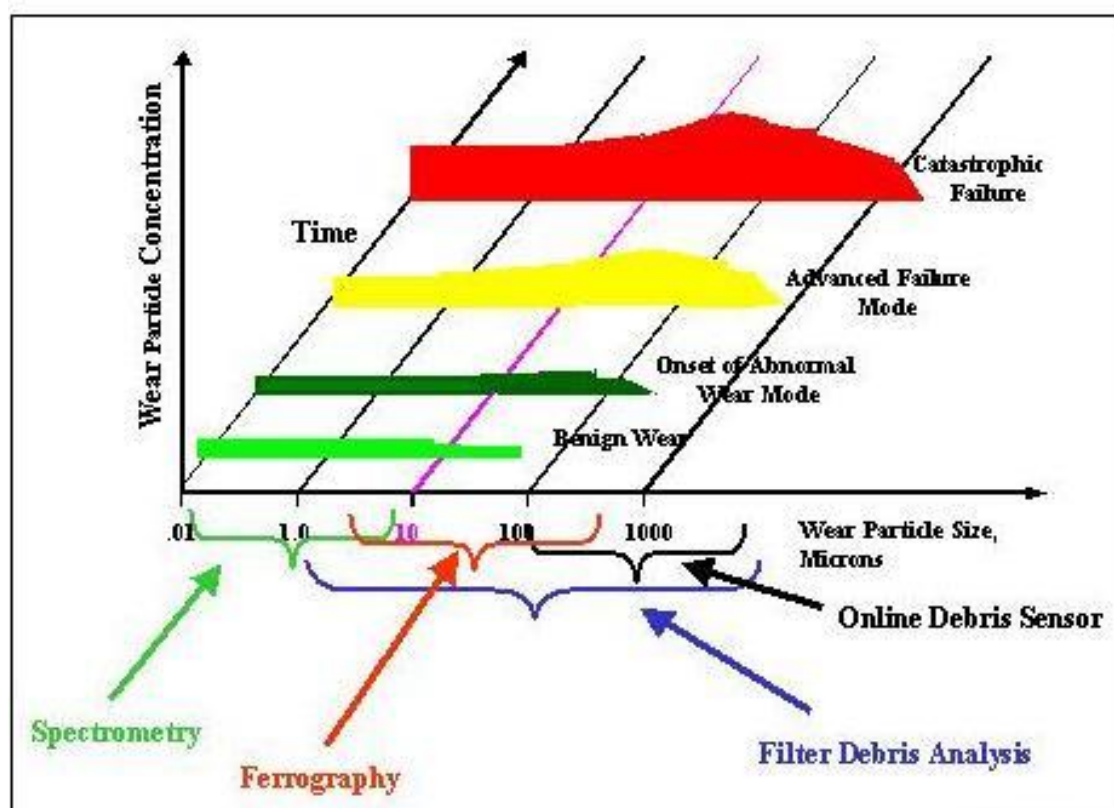 Wear Particle Concentration
Time
Catastrophic
Failure
Advanced Failure
Mode
Onset of Abnormal
Wear Mode
Benign Wear
.01 1.0 10 100 1000
Wear Particle Size,
Microns
Online Debris Sensor
Spectrometry
Ferrography
Filter Debris Analysis